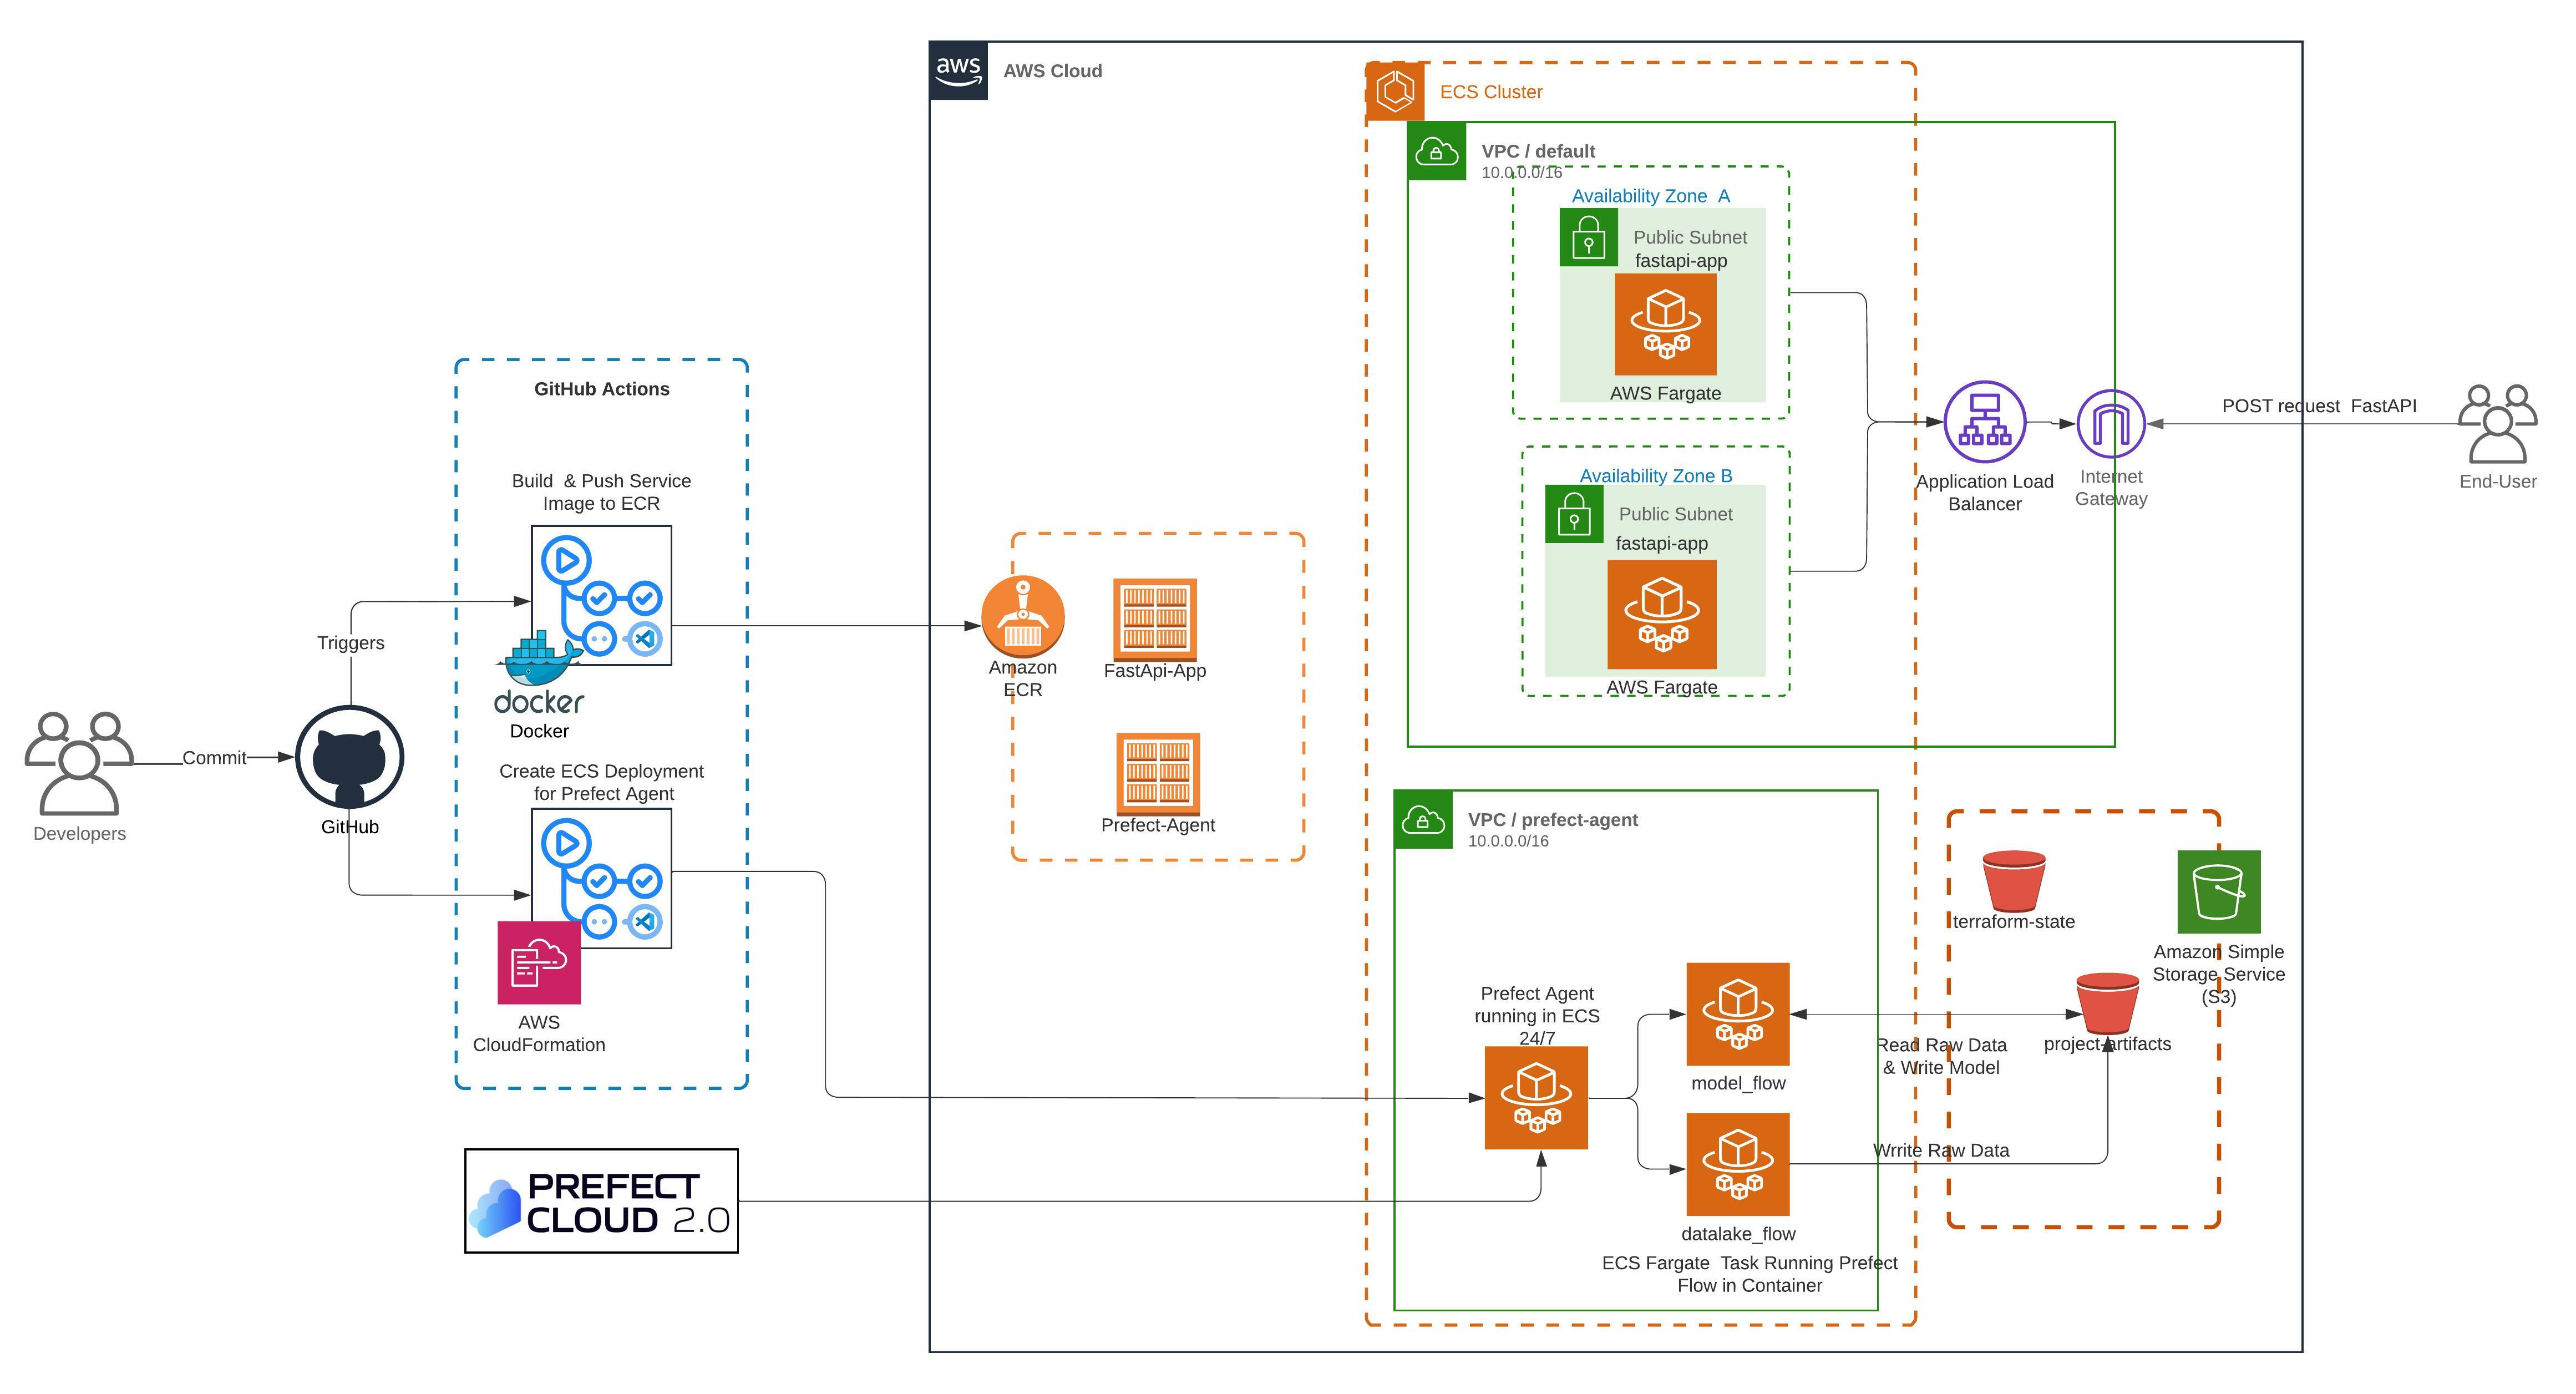 aws
AWS Cloud
ECS Cluster
VPC / default
10.0.0.0/16
Availability Zone  A
Public Subnet
fastapi-app
AWS Fargate
Availability Zone B
Public Subnet
fastapi-app
AWS Fargate
Application Load
Balancer
Internet
Gateway
POST request  FastAPI
End-User
GitHub Actions
Build  & Push Service
Image to ECR
docker
Docker
Triggers
Commit
Developers
GitHub
Create ECS Deployment
for Prefect Agent
AWS
CloudFormation
Amazon
ECR
FastApi-App
Prefect-Agent
VPC / prefect-agent
10.0.0.0/16
Prefect Agent
running in ECS
24/7
model_flow
datalake_flow
ECS Fargate  Task Running Prefect
Flow in Container
Read Raw Data
& Write Model
Wrrite Raw Data
terraform-state
project-artifacts
Amazon Simple
Storage Service
(S3)
PREFECT
CLOUD 2.0